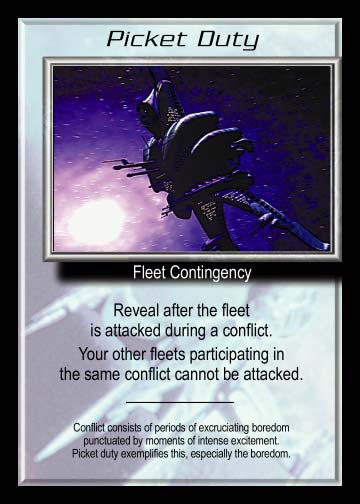 Picket Duty
Fleet Contingency
Reveal after the fleet
is attacked during a conflict.
Your other fleets participating in
the same conflict cannot be attacked.
Conflict consists of periods of excruciating boredom
punctuated by moments of intense excitement.
Picket duty exemplifies this, especially the boredom.